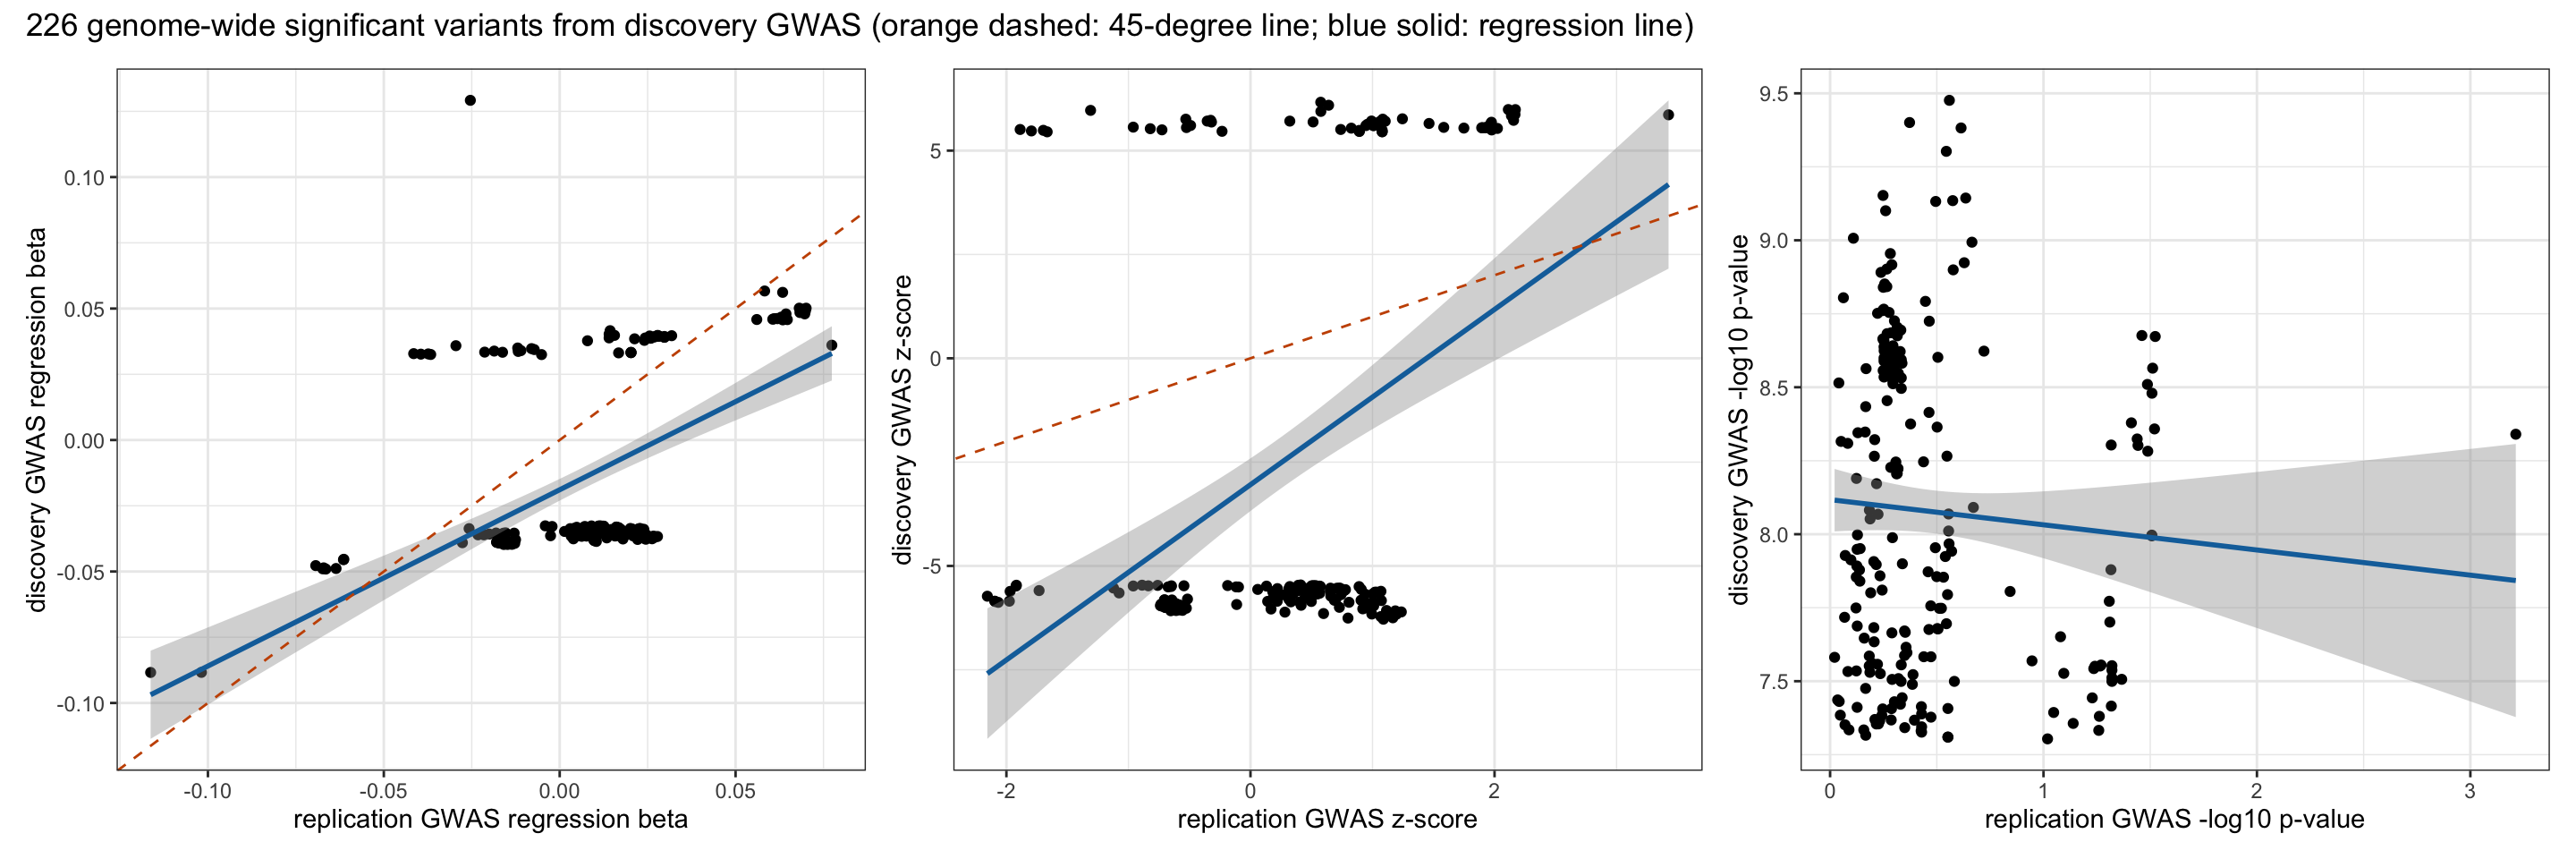 226 genome-wide significant variants from discovery GWAS (orange dashed: 45-degree line; blue solid: regression line)
discovery GWAS regression beta
0.10
0.05
0.00
-0.05
-0.10
-0.10 -0.05 0.00 0.05
replication GWAS regression beta
discovery GWAS z-score
5
0
-5
-2 0 2
replication GWAS z-score
discovery GWAS -log10 p-value
9.5
9.0
8.5
8.0
7.5
0 1 2 3
replication GWAS -log10 p-value